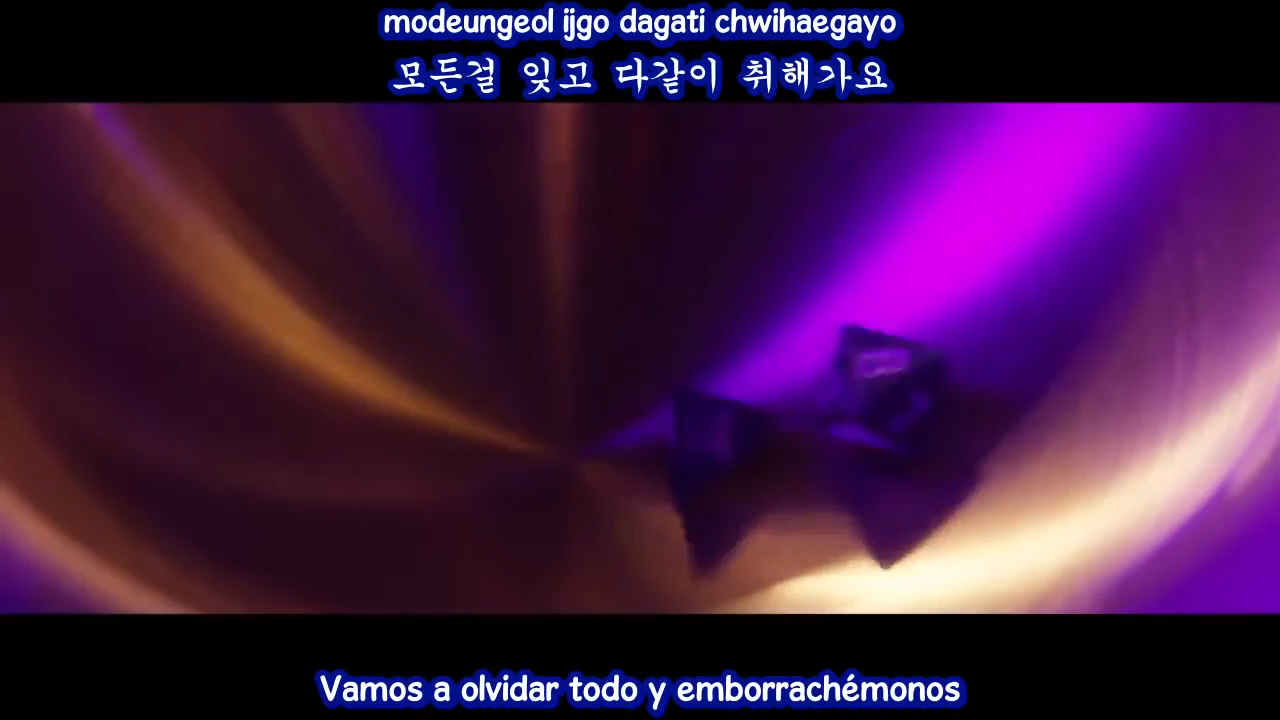 modeungeol ijgo dagati chwihaegayo
모든걸 잊고 다같이 취해가요
Vamos a olvidar todo y emborrachémonos